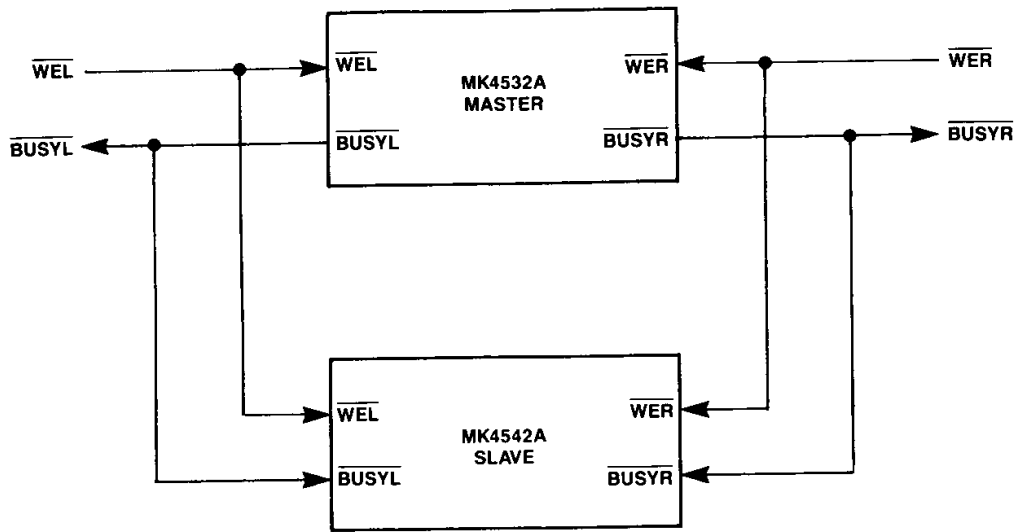 WEL
WEL
MK4532A
MASTER
WER
WER
BUSYL
BUSYL
BUSYR
BUSYR
WEL
MK4542A
SLAVE
WER
BUSYL
BUSYR